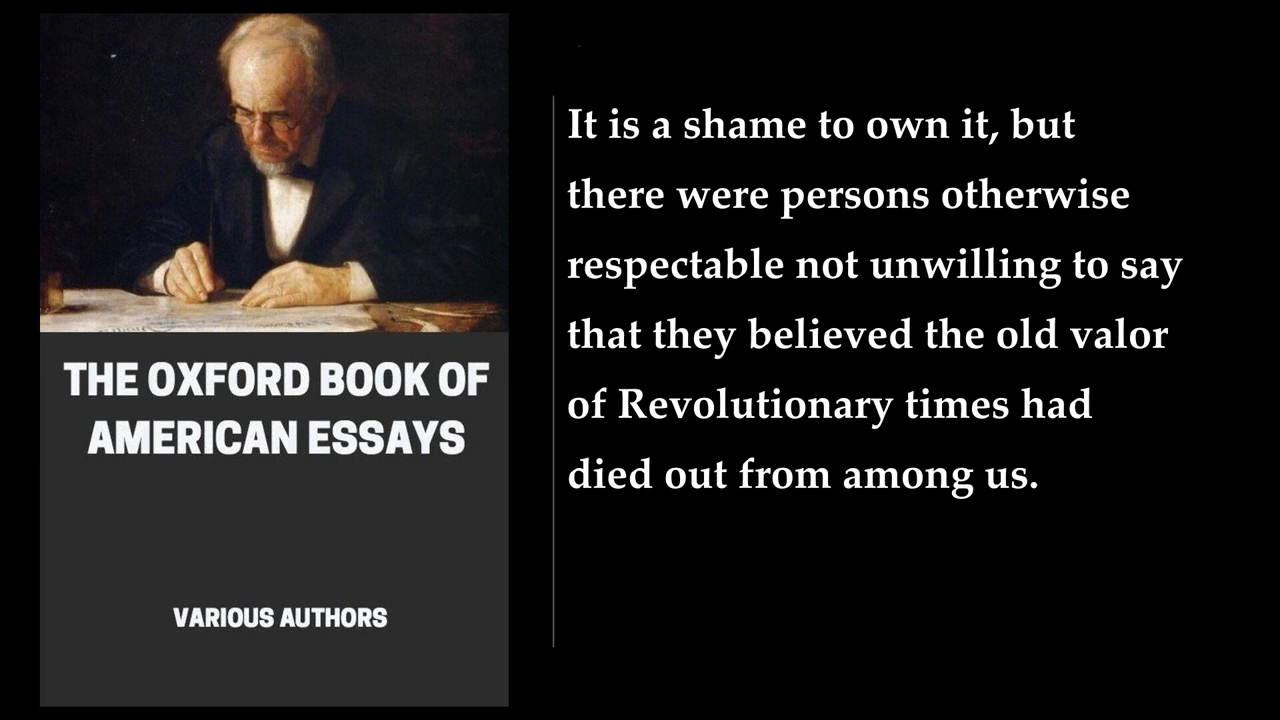 THE OXFORD BOOK OF
AMERICAN ESSAYS
VARIOUS AUTHORS
It is a shame to own it, but
there were persons otherwise
respectable not unwilling to say
that they believed the old valor
of Revolutionary times had
died out from among us.